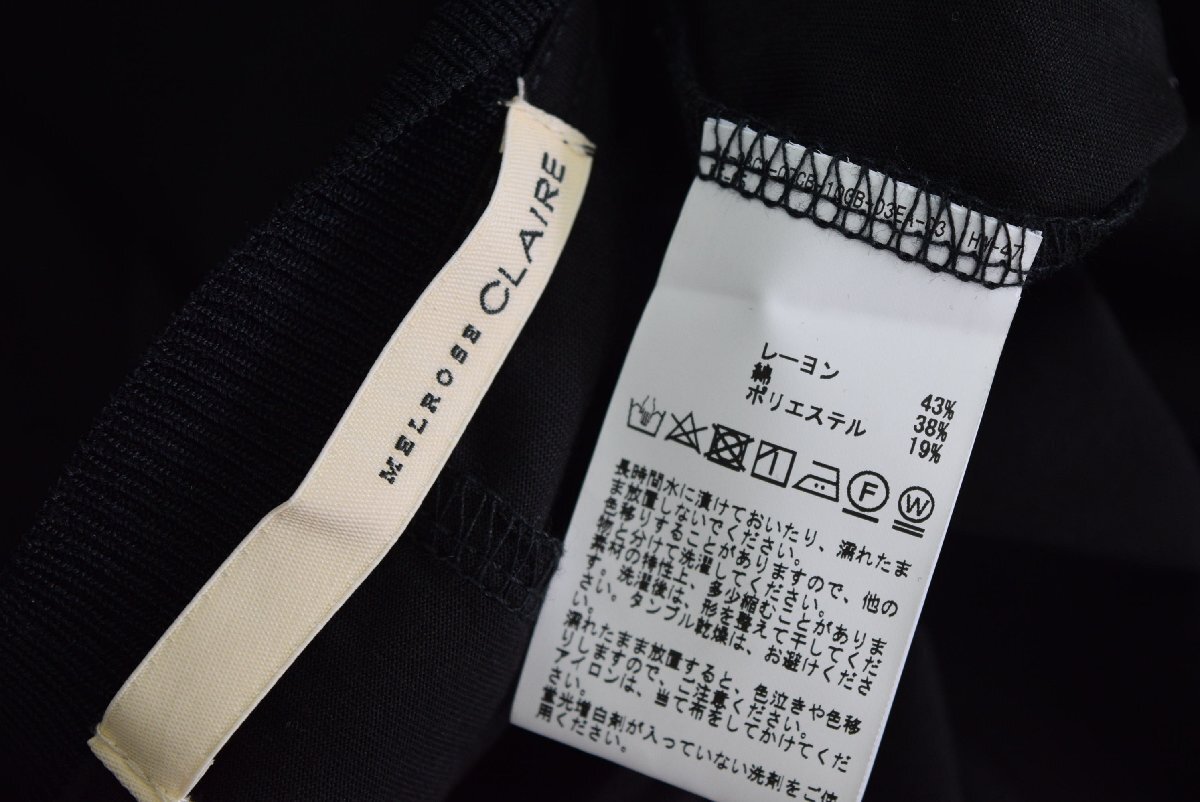 MELROSE CLAIRE
レーヨン 43%
綿 38%
ポリエステル 19%
F W
長時間水に漬けておいたり、濡れたま
ま放置しないでください。
色移りすることがありますので、他の
物と分けて洗濯してください。
素材の特性上、多少縮むことがありま
す。洗濯後は、形を整えて干してくだ
さい。タンブル乾燥は、お避けくださ
い。
濡れたまま放置すると、色泣きや色移
りしますので、ご注意ください。
アイロンは、当て布をしてかけてくだ
さい。
蛍光増白剤が入っていない洗剤をご使
用ください。